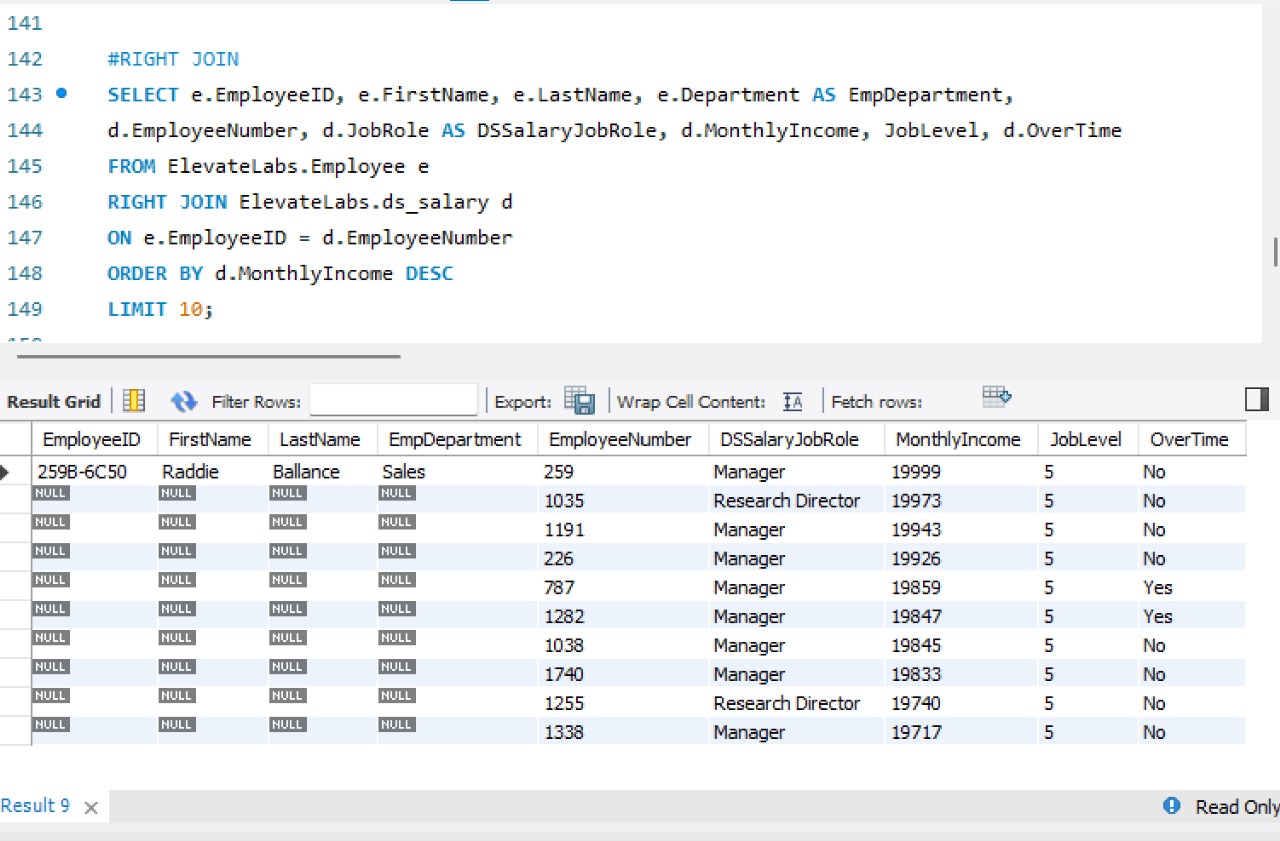 141
142 #RIGHT JOIN
143 SELECT e.EmployeeID, e.FirstName, e.LastName, e.Department AS EmpDepartment,
144 d.EmployeeNumber, d.JobRole AS DSSalaryJobRole, d.MonthlyIncome, JobLevel, d.OverTime
145 FROM ElevateLabs.Employee e
146 RIGHT JOIN ElevateLabs.ds_salary d
147 ON e.EmployeeID = d.EmployeeNumber
148 ORDER BY d.MonthlyIncome DESC
149 LIMIT 10;
Result Grid Filter Rows: Export: Wrap Cell Content: IA Fetch rows:
EmployeeID FirstName LastName EmpDepartment EmployeeNumber DSSalaryJobRole MonthlyIncome JobLevel OverTime
259B-6C50 Raddie Ballance Sales 259 Manager 19999 5 No
NULL NULL NULL NULL 1035 Research Director 19973 5 No
NULL NULL NULL NULL 1191 Manager 19943 5 No
NULL NULL NULL NULL 226 Manager 19926 5 No
NULL NULL NULL NULL 787 Manager 19859 5 Yes
NULL NULL NULL NULL 1282 Manager 19847 5 Yes
NULL NULL NULL NULL 1038 Manager 19845 5 No
NULL NULL NULL NULL 1740 Manager 19833 5 No
NULL NULL NULL NULL 1255 Research Director 19740 5 No
NULL NULL NULL NULL 1338 Manager 19717 5 No
Result 9 Read Only